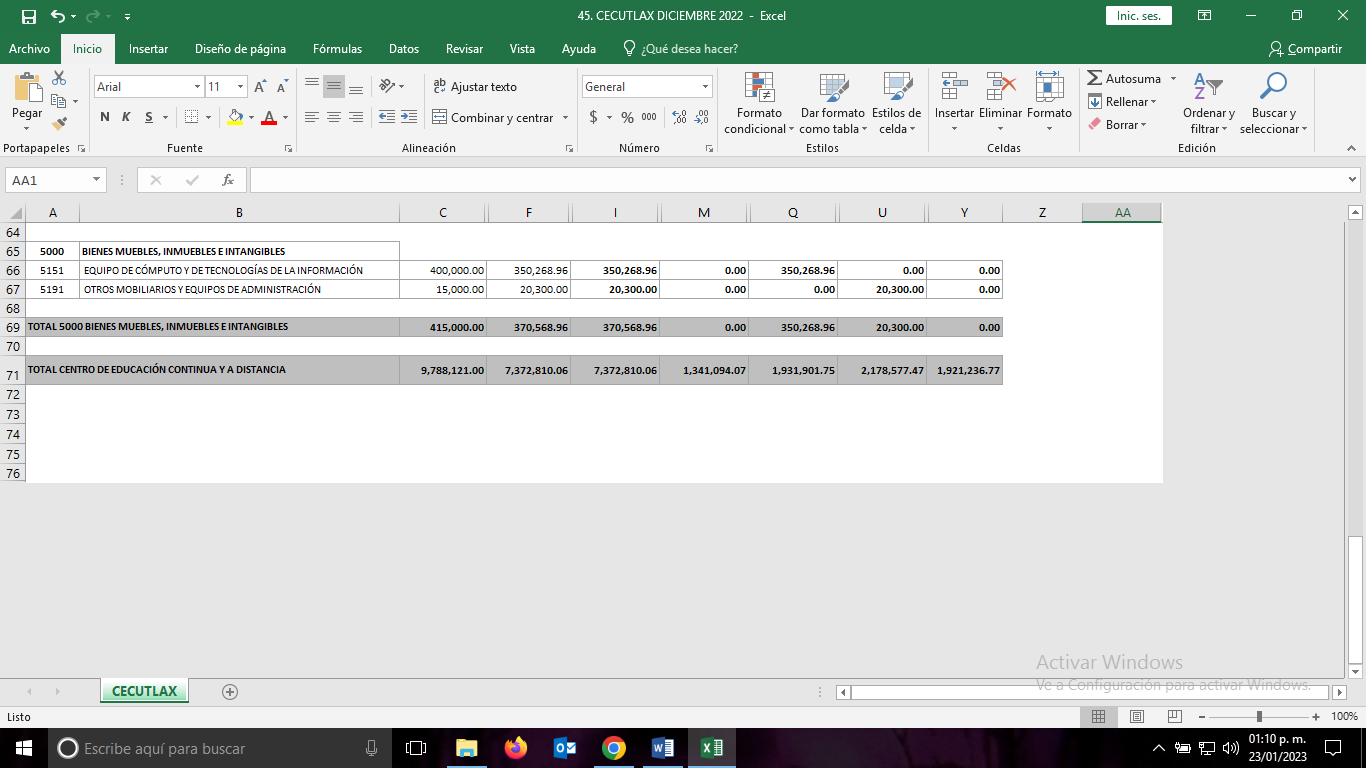 45. CECUTLAX DICIEMBRE 2022 - Excel
Inic. ses.
Archivo Inicio Insertar Diseño de página Fórmulas Datos Revisar Vista Ayuda ¿Qué desea hacer? Compartir
Pegar
Portapapeles
Arial 11
N K S
Fuente
Ajustar texto
Combinar y centrar
Alineación
General
$ % 000
Número
Formato condicional
Dar formato como tabla
Estilos de celda
Estilos
Insertar Eliminar Formato
Celdas
Autosuma
Rellenar
Borrar
Ordenar y filtrar
Buscar y seleccionar
Edición
AA1
fx
A B C F I M Q U Y Z AA
64
65 5000 BIENES MUEBLES, INMUEBLES E INTANGIBLES
66 5151 EQUIPO DE CÓMPUTO Y DE TECNOLOGÍAS DE LA INFORMACIÓN 400,000.00 350,268.96 350,268.96 0.00 350,268.96 0.00 0.00
67 5191 OTROS MOBILIARIOS Y EQUIPOS DE ADMINISTRACIÓN 15,000.00 20,300.00 20,300.00 0.00 0.00 20,300.00 0.00
68
69 TOTAL 5000 BIENES MUEBLES, INMUEBLES E INTANGIBLES 415,000.00 370,568.96 370,568.96 0.00 350,268.96 20,300.00 0.00
70
71 TOTAL CENTRO DE EDUCACIÓN CONTINUA Y A DISTANCIA 9,788,121.00 7,372,810.06 7,372,810.06 1,341,094.07 1,931,901.75 2,178,577.47 1,921,236.77
72
73
74
75
76
Activar Windows
Ve a Configuración para activar Windows.
CECUTLAX
Listo
100%
Escribe aquí para buscar
01:10 p. m.
23/01/2023